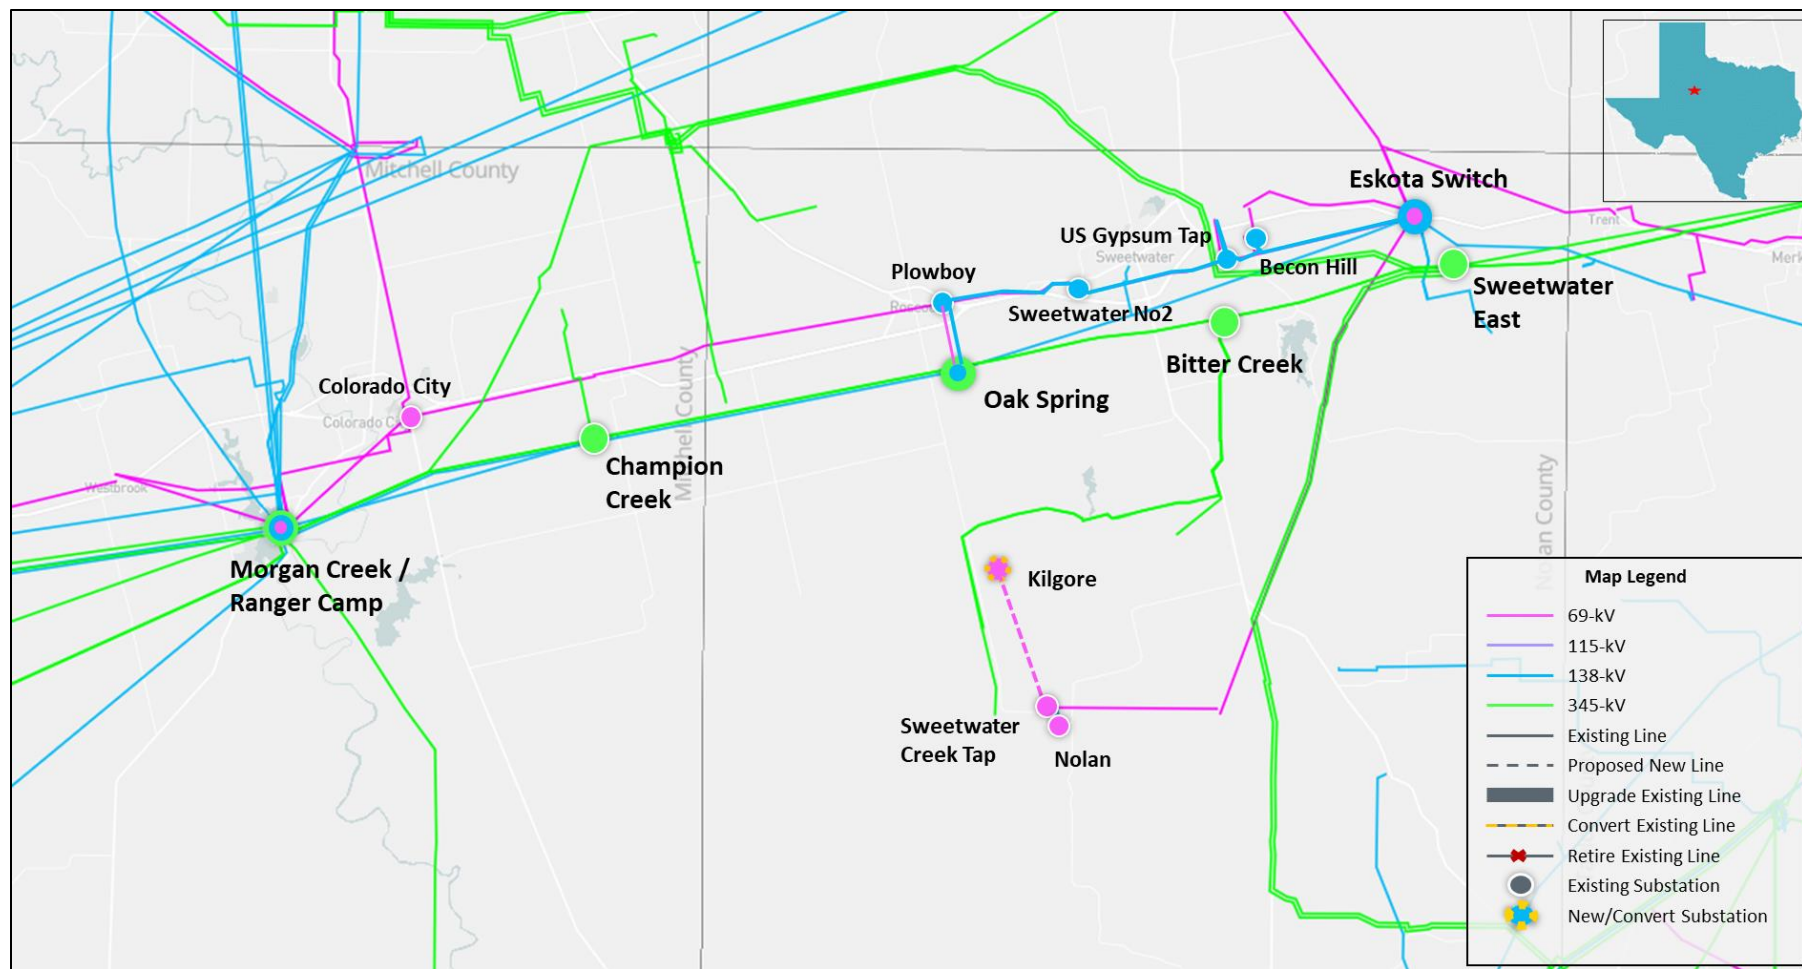 Mitchell County
Eskota Switch
Trent
US Gypsum Tap
Sweetwater
Becon Hill
Merk
Plowboy
Sweetwater No2
Sweetwater
East
Bitter Creek
Colorado City
Colorado C
Oak Spring
Mitchell County
Champion
Creek
Westbrook
Nolan County
Morgan Creek /
Ranger Camp
Kilgore
Sweetwater
Creek Tap
Nolan
Map Legend
69-kV
115-kV
138-kV
345-kV
Existing Line
Proposed New Line
Upgrade Existing Line
Convert Existing Line
Retire Existing Line
Existing Substation
New/Convert Substation